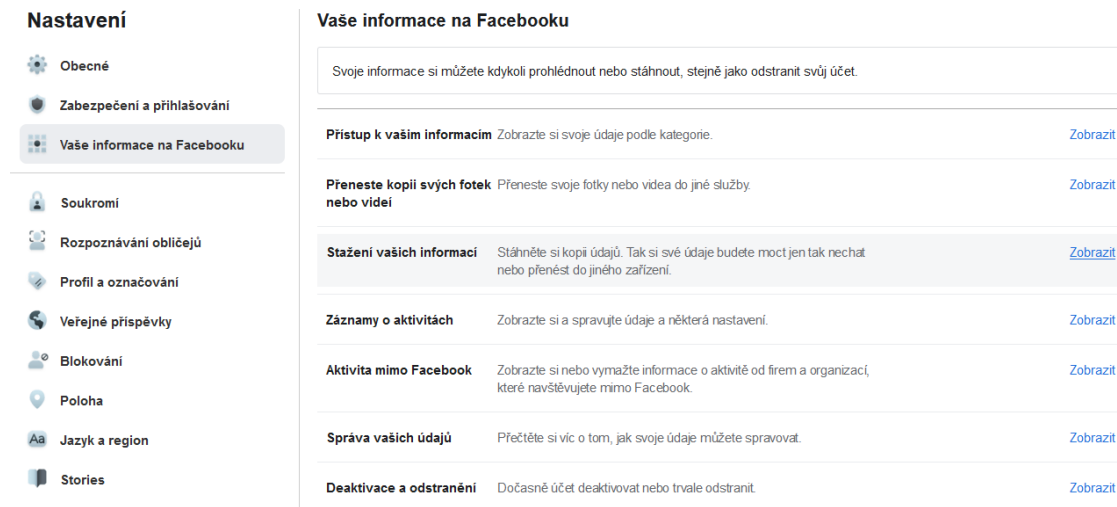 Nastavení
Obecné
Zabezpečení a přihlašování
Vaše informace na Facebooku
Soukromí
Rozpoznávání obličejů
Profil a označování
Veřejné příspěvky
Blokování
Poloha
Aa Jazyk a region
Stories
Vaše informace na Facebooku
Svoje informace si můžete kdykoli prohlédnout nebo stáhnout, stejně jako odstranit svůj účet.
Přístup k vašim informacím Zobrazte si svoje údaje podle kategorie. Zobrazit
Přeneste kopii svých fotek Přeneste svoje fotky nebo videa do jiné služby. Zobrazit
nebo videí
Stažení vašich informací Stáhněte si kopii údajů. Tak si své údaje budete moct jen tak nechat Zobrazit
nebo přenést do jiného zařízení.
Záznamy o aktivitách Zobrazte si a spravujte údaje a některá nastavení. Zobrazit
Aktivita mimo Facebook Zobrazte si nebo vymažte informace o aktivitě od firem a organizací, Zobrazit
které navštěvujete mimo Facebook.
Správa vašich údajů Přečtěte si víc o tom, jak svoje údaje můžete spravovat. Zobrazit
Deaktivace a odstranění Dočasně účet deaktivovat nebo trvale odstranit. Zobrazit